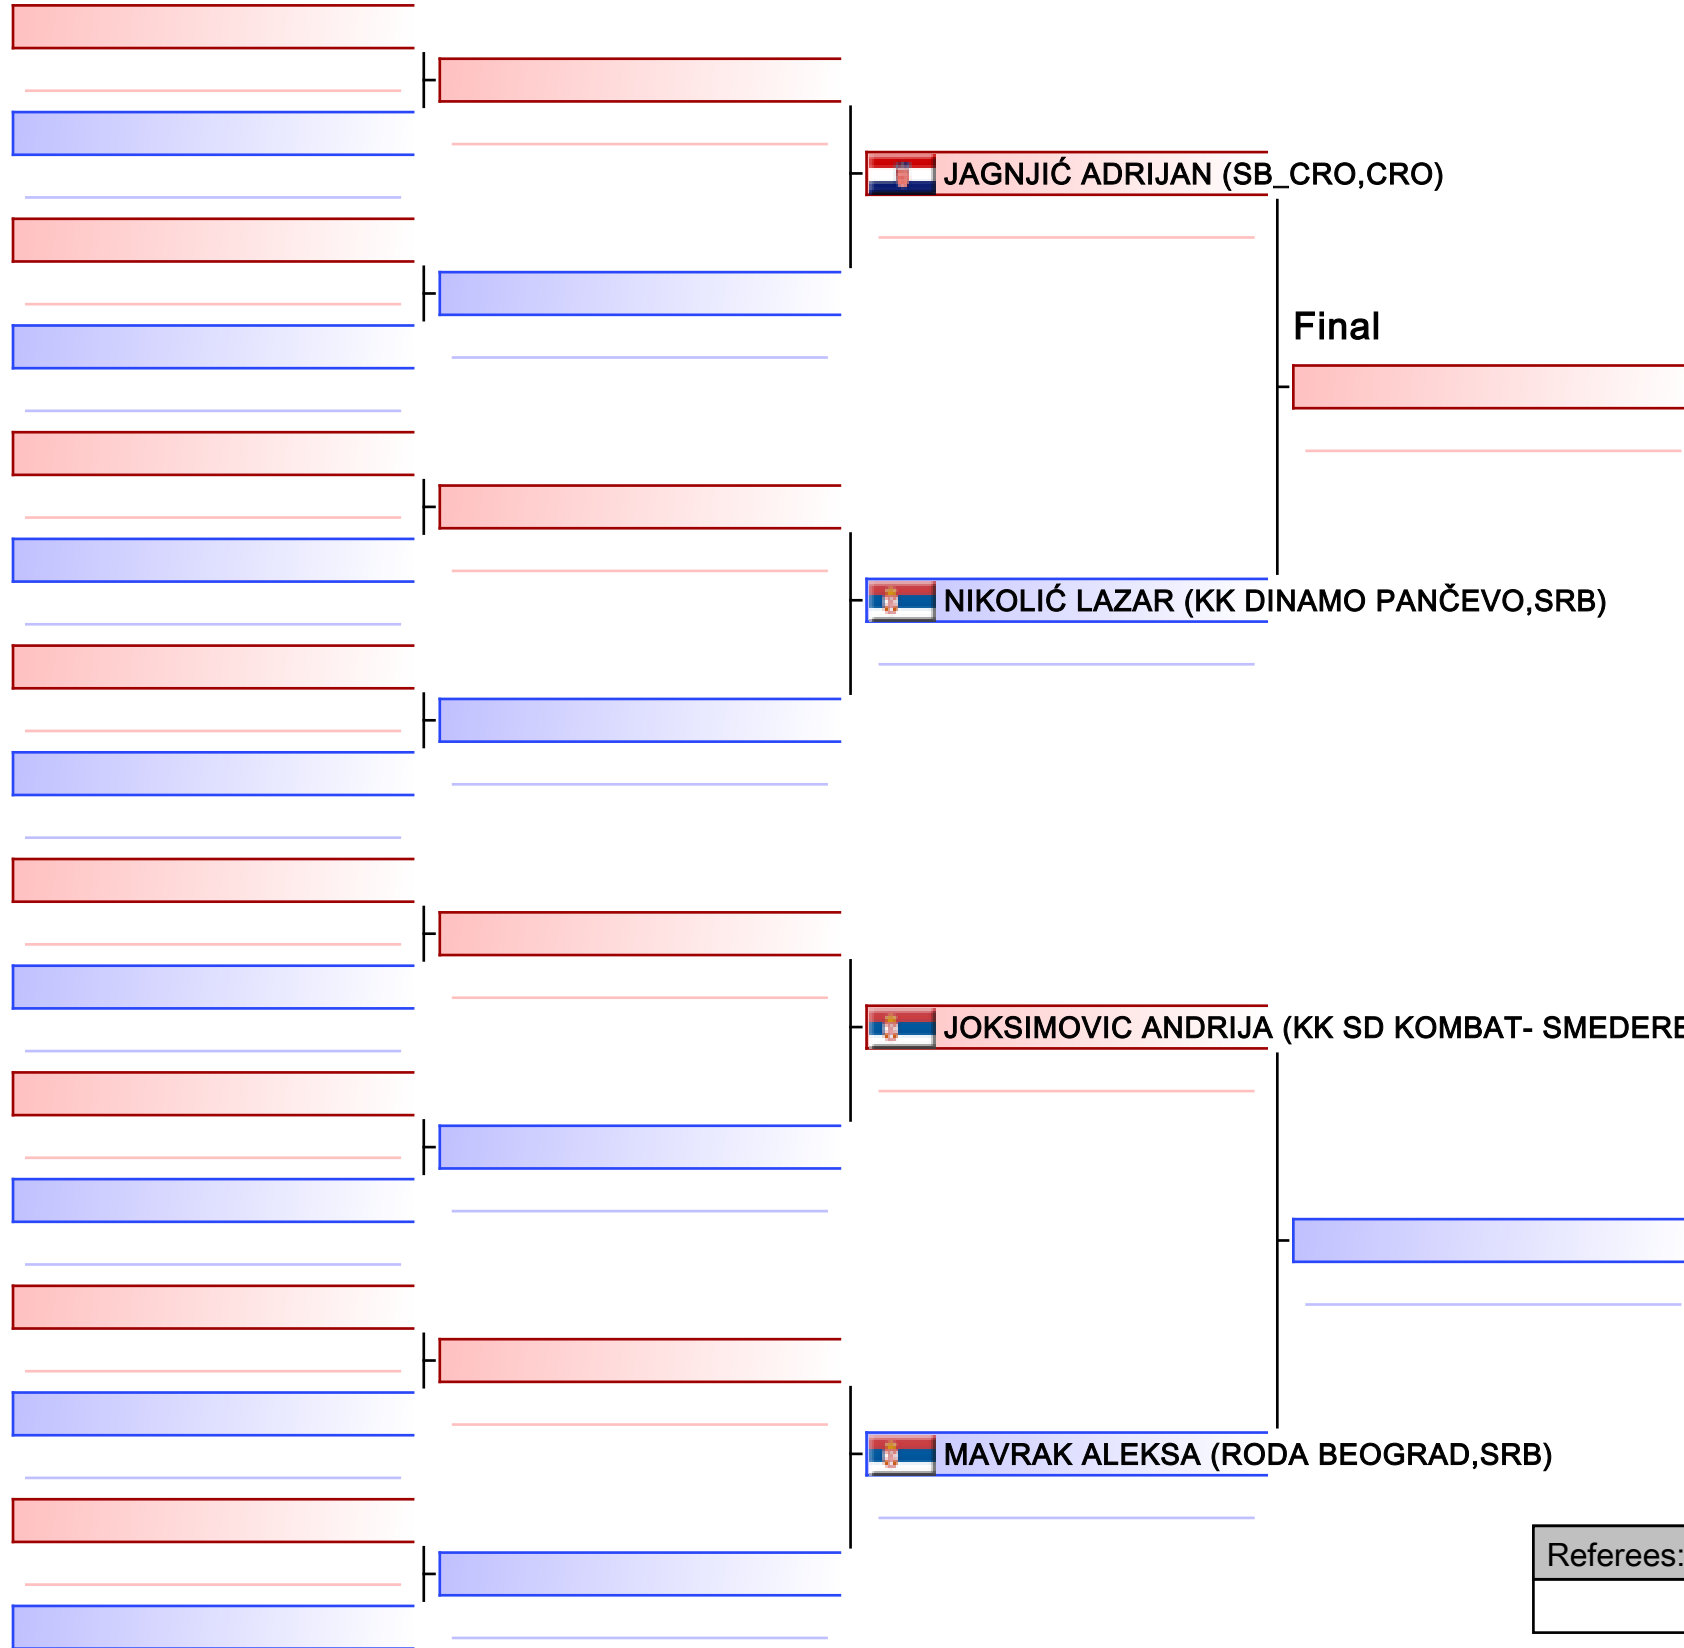 JAGNJIĆ ADRIJAN (SB_CRO,CRO)
Final
NIKOLIĆ LAZAR (KK DINAMO PANČEVO,SRB)
JOKSIMOVIC ANDRIJA (KK SD KOMBAT- SMEDERE
MAVRAK ALEKSA (RODA BEOGRAD,SRB)
Referees: